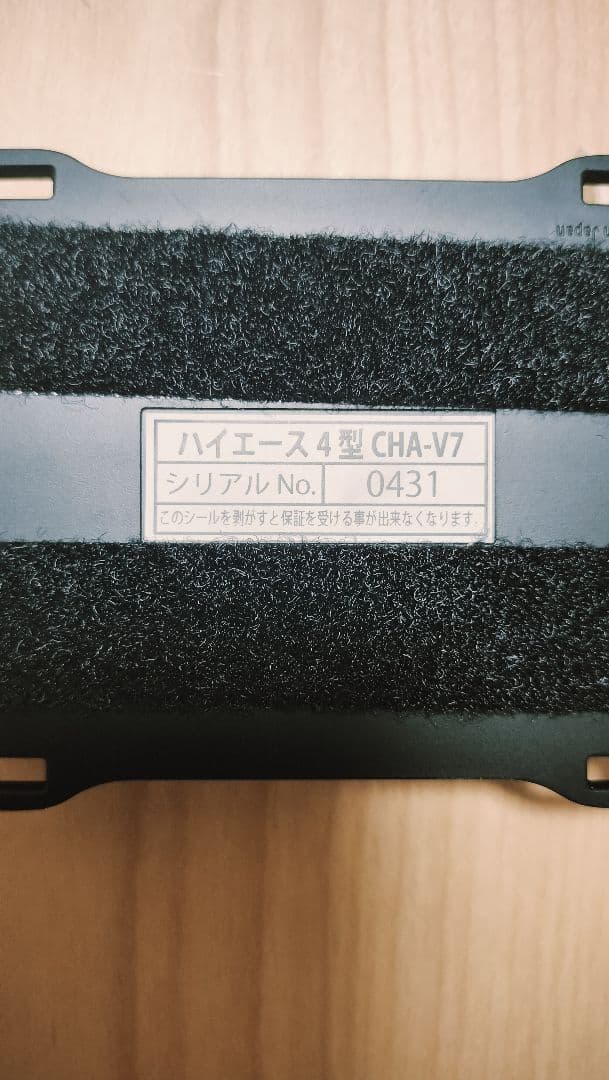 ハイエース4型 CHA-V7
シリアルNo. 0431
このシールを剥がすと保証を受ける事が出来なくなります.